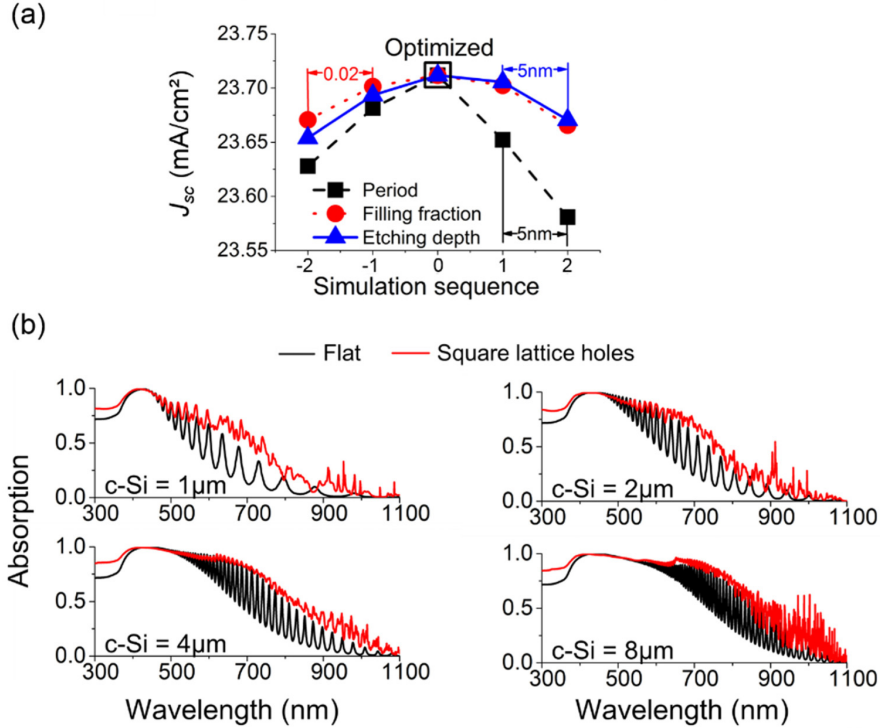 (a)
23.75
23.70
23.65
23.60
23.55
J_sc (mA/cm²)
Optimized
0.02
5nm
Period
Filling fraction
Etching depth
5nm
-2 -1 0 1 2
Simulation sequence
(b)
Flat Square lattice holes
Absorption
1.0
0.5
0.0
c-Si = 1μm
300 500 700 900 1100
1.0
0.5
0.0
c-Si = 2μm
300 500 700 900 1100
1.0
0.5
0.0
c-Si = 4μm
300 500 700 900 1100
Wavelength (nm)
1.0
0.5
0.0
c-Si = 8μm
300 500 700 900 1100
Wavelength (nm)